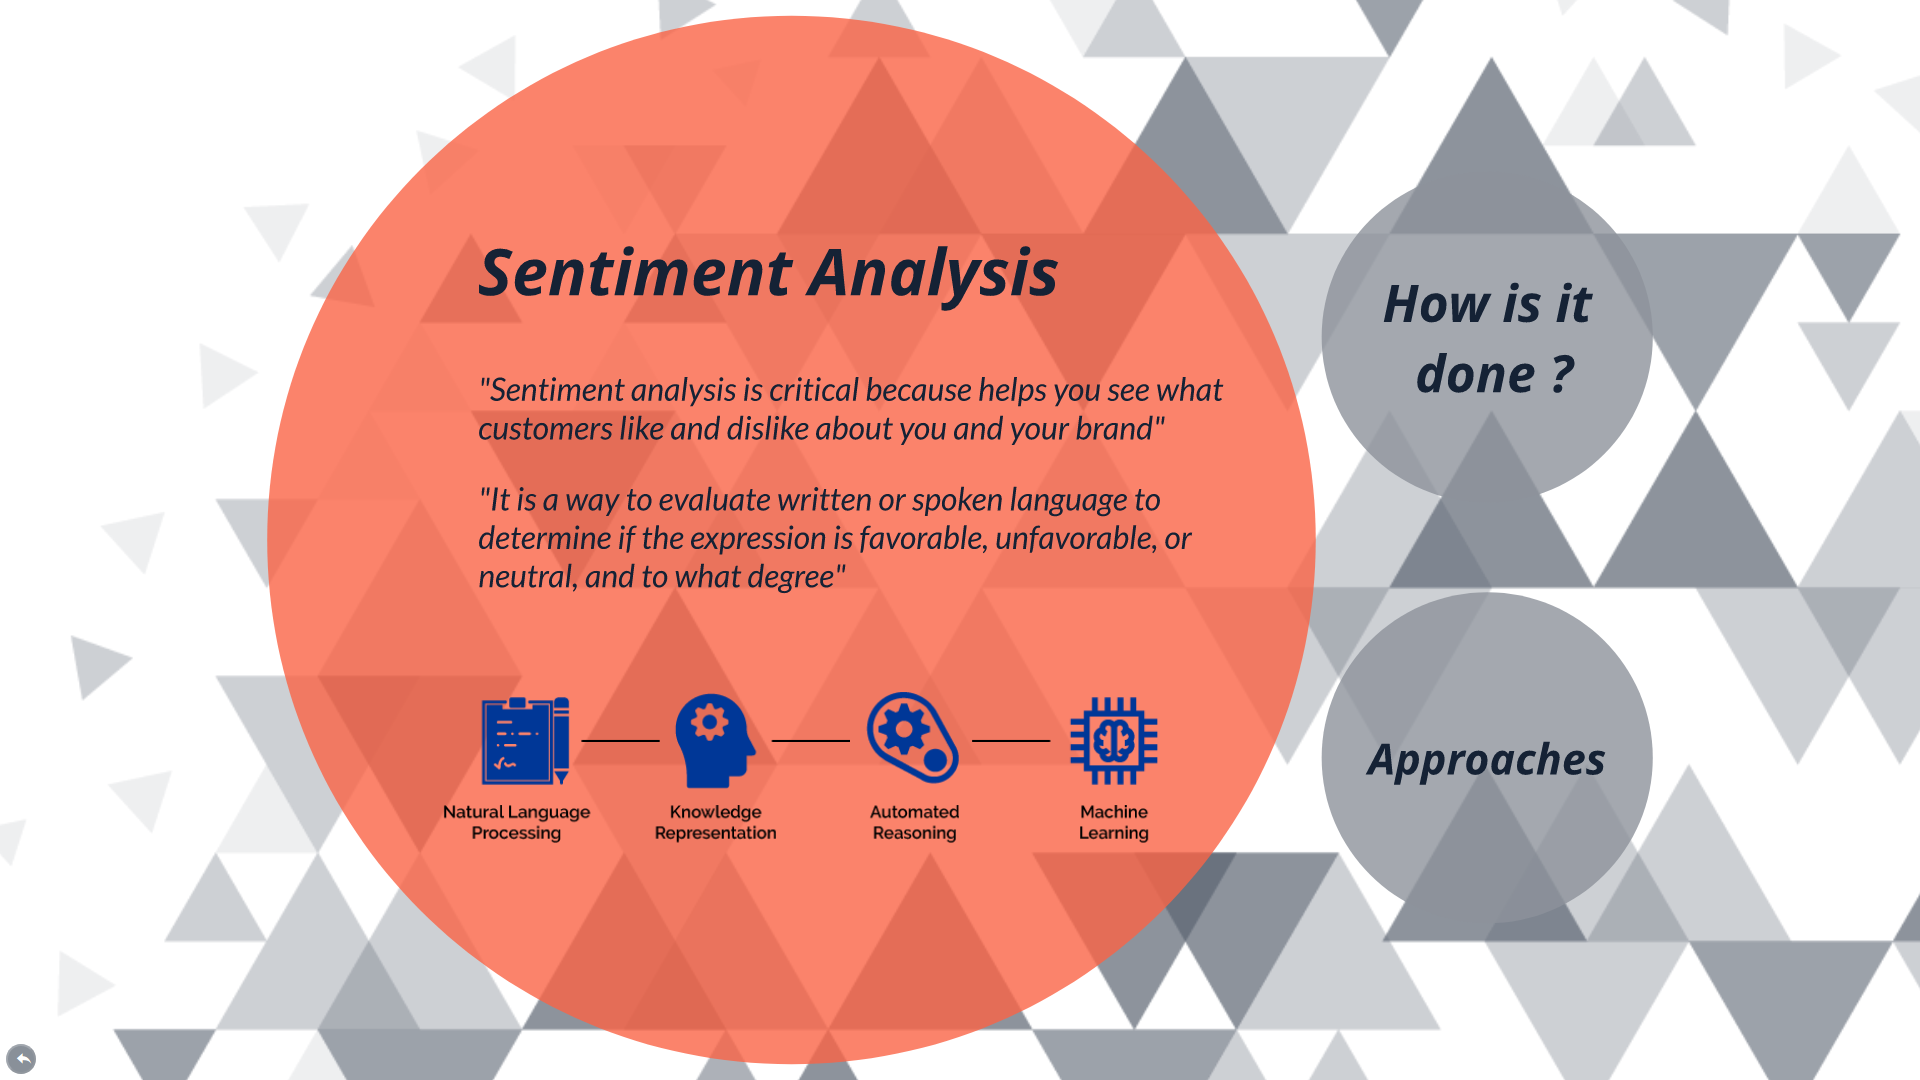 Sentiment Analysis
"Sentiment analysis is critical because helps you see what
customers like and dislike about you and your brand"
"It is a way to evaluate written or spoken language to
determine if the expression is favorable, unfavorable, or
neutral, and to what degree"
Natural Language
Processing
Knowledge
Representation
Automated
Reasoning
Machine
Learning
How is it
done ?
Approaches